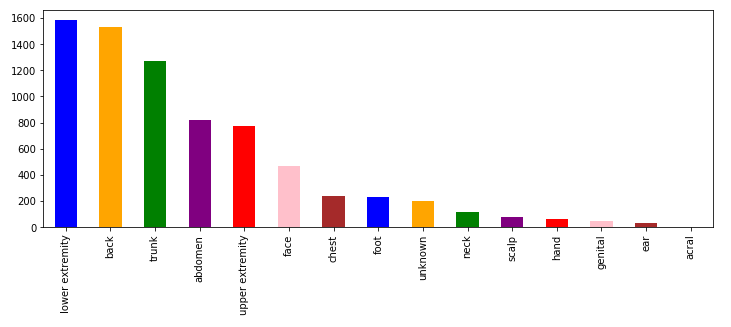 1600
1400
1200
1000
800
600
400
200
0
lower extremity
back
trunk
abdomen
upper extremity
face
chest
foot
unknown
neck
scalp
hand
genital
ear
acral